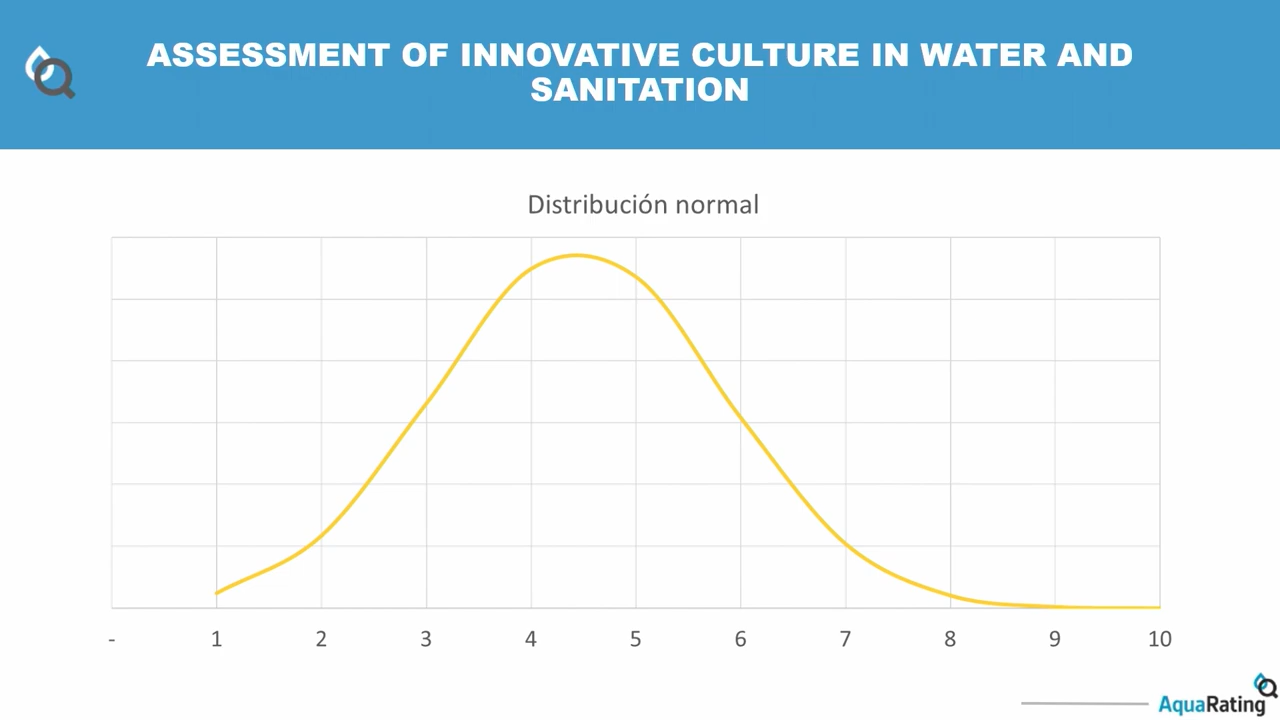 ASSESSMENT OF INNOVATIVE CULTURE IN WATER AND
SANITATION
Distribución normal
- 1 2 3 4 5 6 7 8 9 10
AquaRating